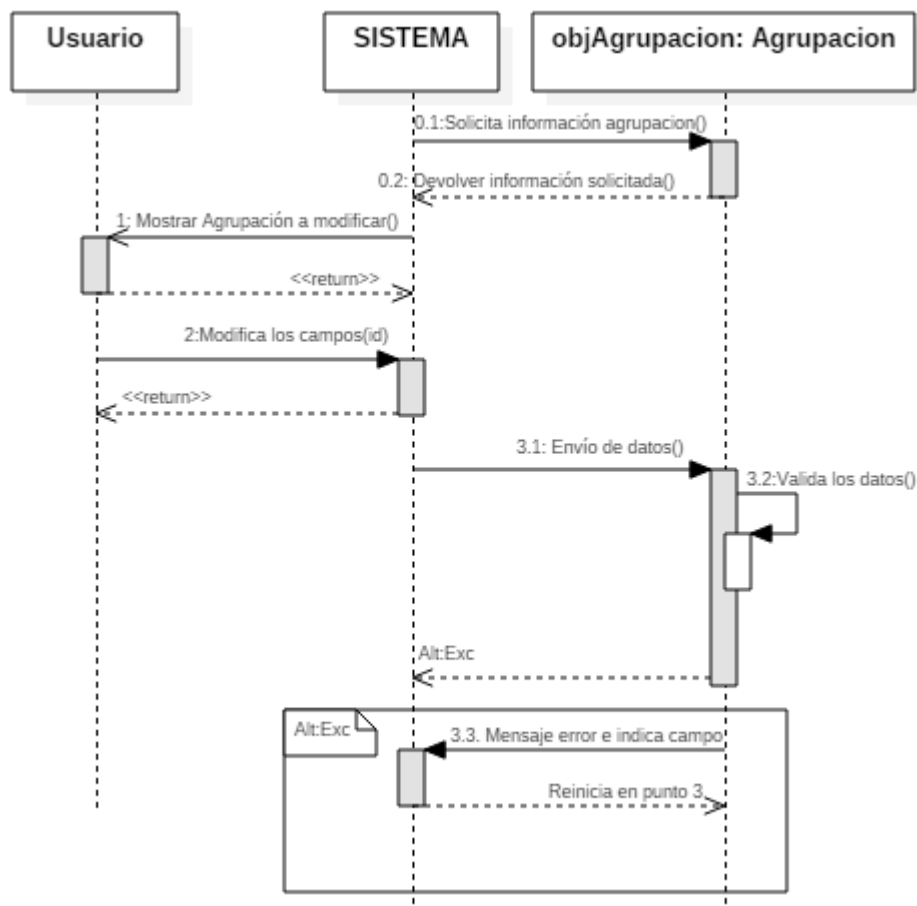 Usuario
SISTEMA
objAgrupacion: Agrupacion
0.1:Solicita información agrupacion()
0.2: Devolver información solicitada()
1: Mostrar Agrupación a modificar()
<<return>>
2:Modifica los campos(id)
<<return>>
3.1: Envío de datos()
3.2:Valida los datos()
Alt:Exc
Alt:Exc
3.3. Mensaje error e indica campo
Reinicia en punto 3